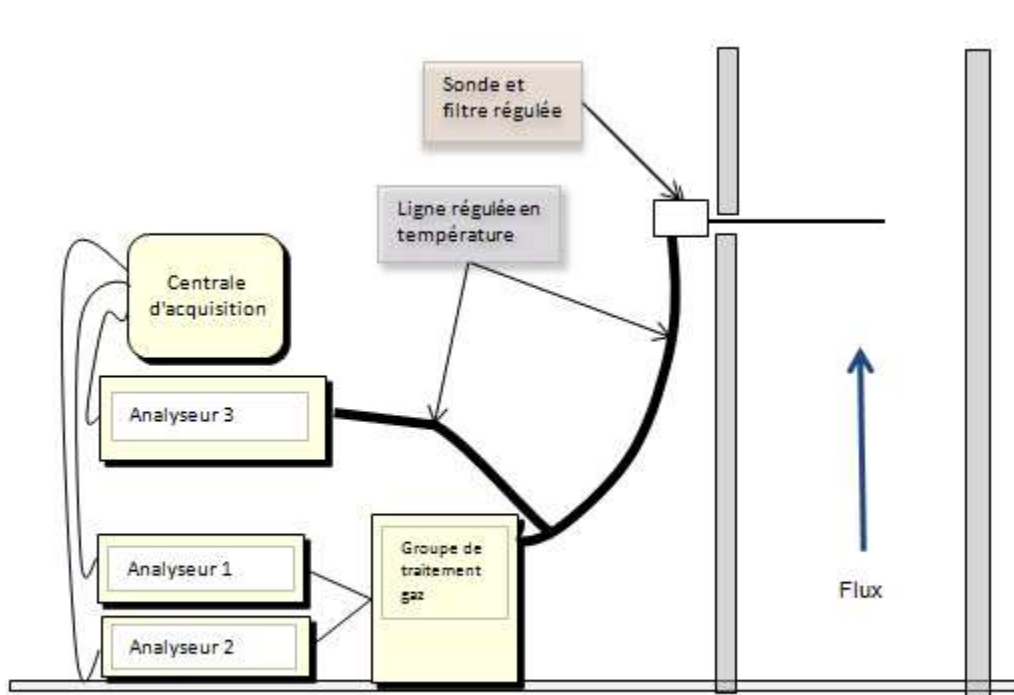 Sonde et
filtre régulée
Ligne régulée en
température
Centrale
d'acquisition
Analyseur 3
Analyseur 1
Analyseur 2
Groupe de
traitement
gaz
Flux